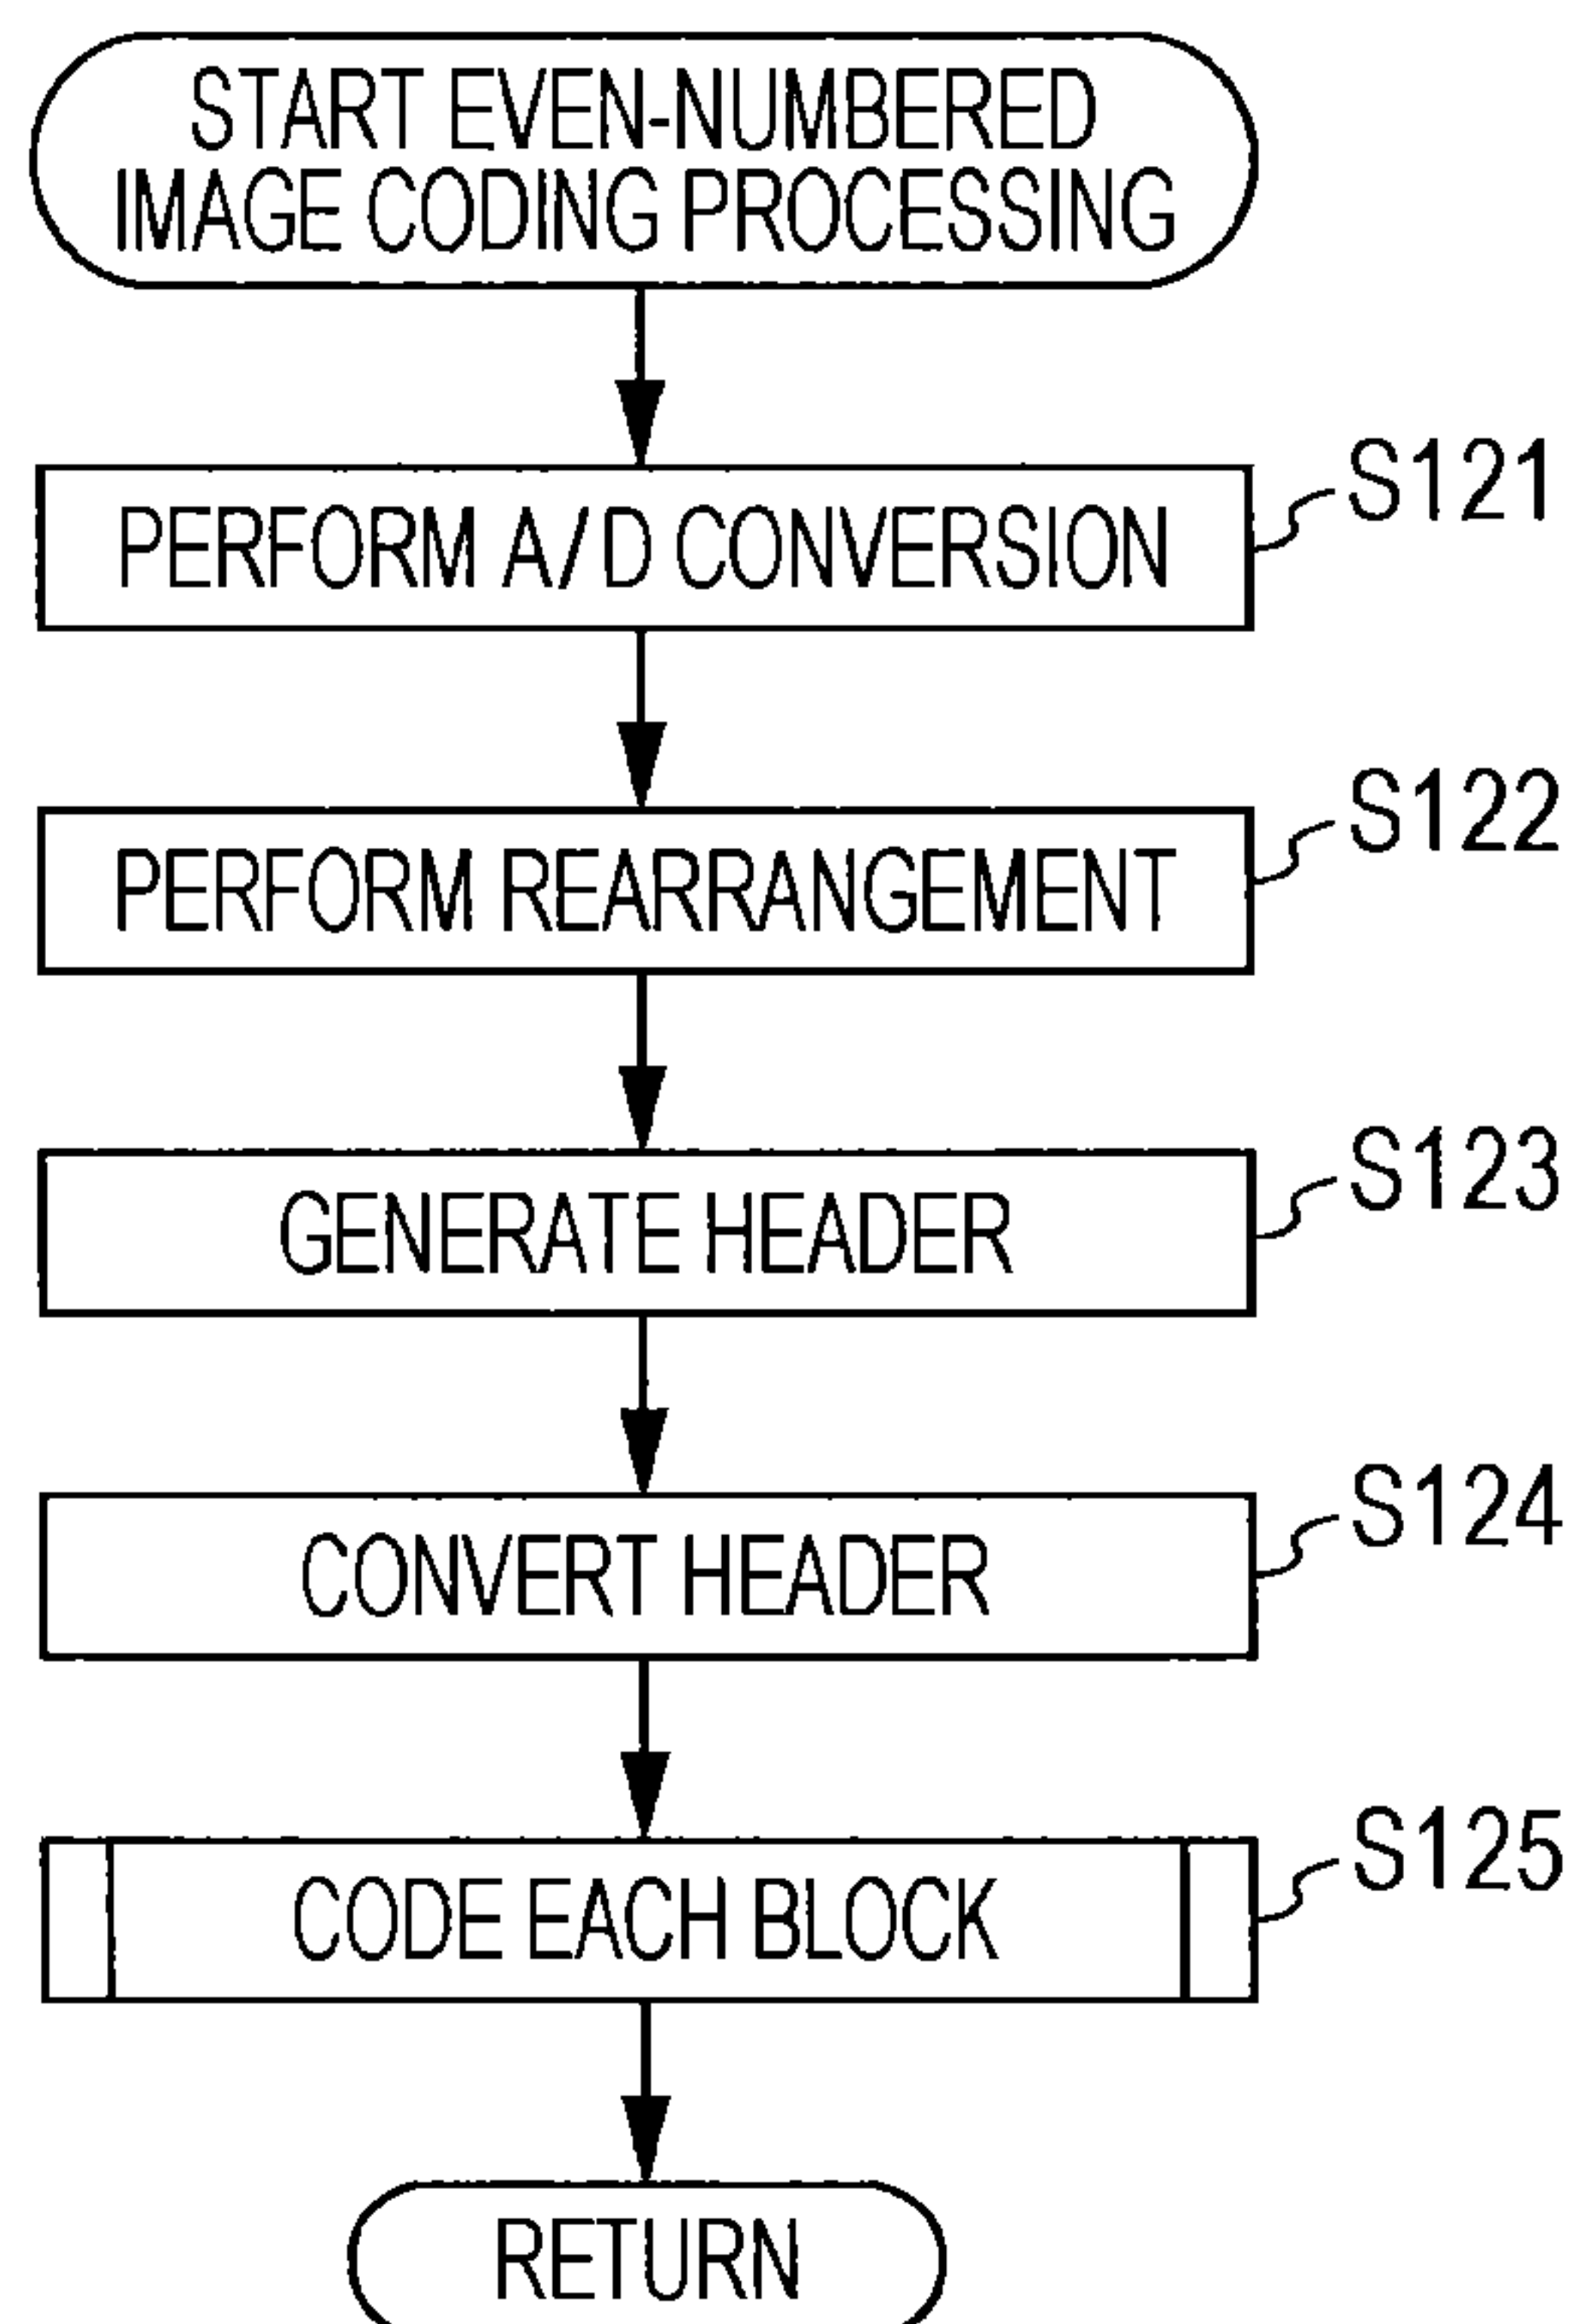 START EVEN-NUMBERED
IMAGE CODING PROCESSING
S121
PERFORM A/D CONVERSION
S122
PERFORM REARRANGEMENT
S123
GENERATE HEADER
S124
CONVERT HEADER
S125
CODE EACH BLOCK
RETURN